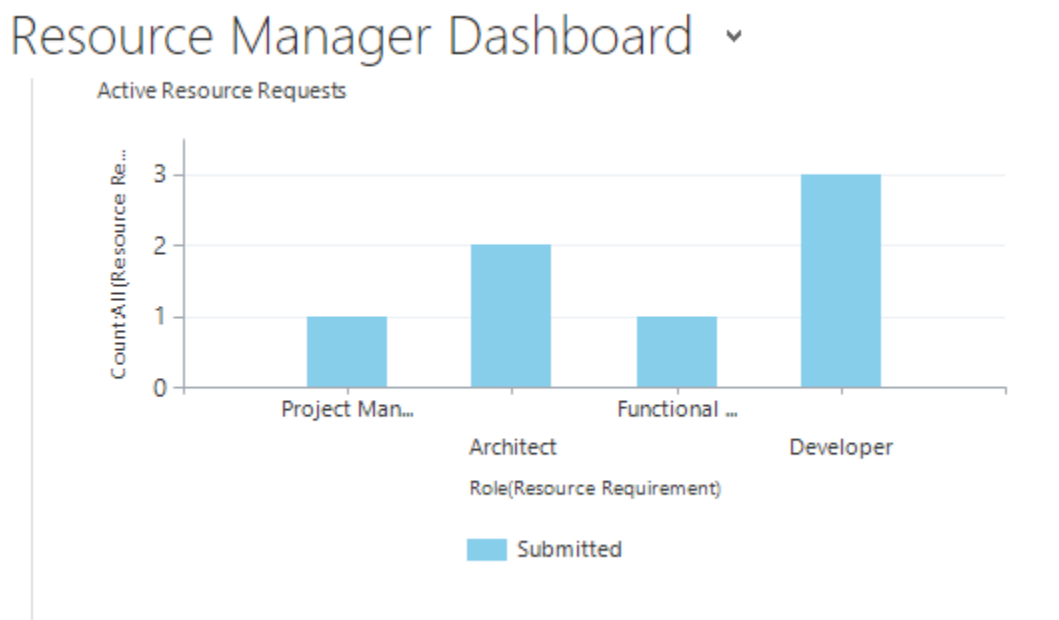 Resource Manager Dashboard
Active Resource Requests
Count:All (Resource Re...
3
2
1
0
Project Man...
Functional ...
Architect
Developer
Role(Resource Requirement)
Submitted